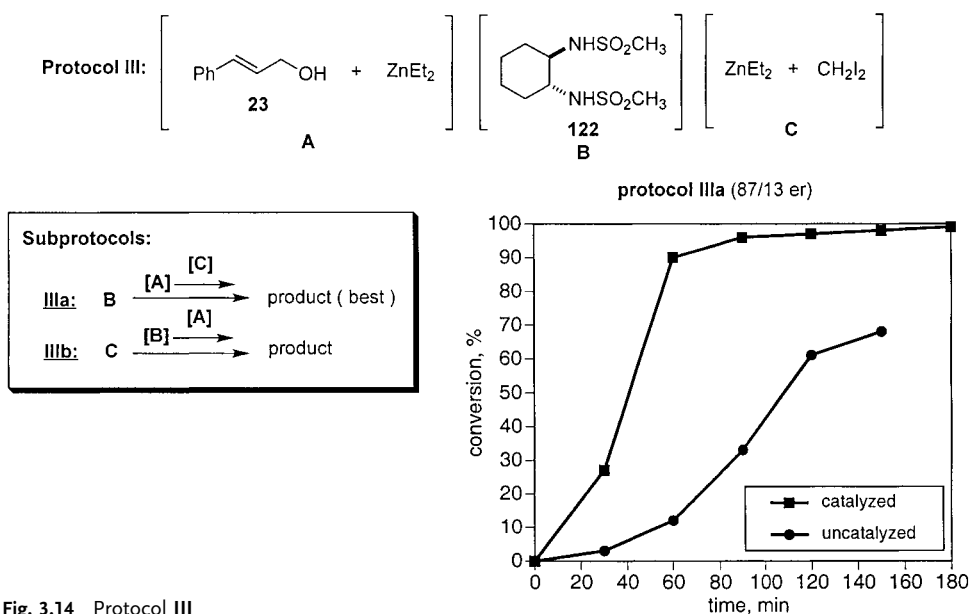 Protocol III:
Ph
OH
+
ZnEt2
23
A
NHSO2CH3
NHSO2CH3
122
B
ZnEt2 + CH2I2
C
Subprotocols:
[C]
IIIa: B [A] product ( best )
[A]
IIIb: C [B] product
protocol IIIa (87/13 er)
100
90
80
70
60
50
40
30
20
10
0
conversion, %
catalyzed
uncatalyzed
0 20 40 60 80 100 120 140 160 180
time, min
Fig. 3.14 Protocol III